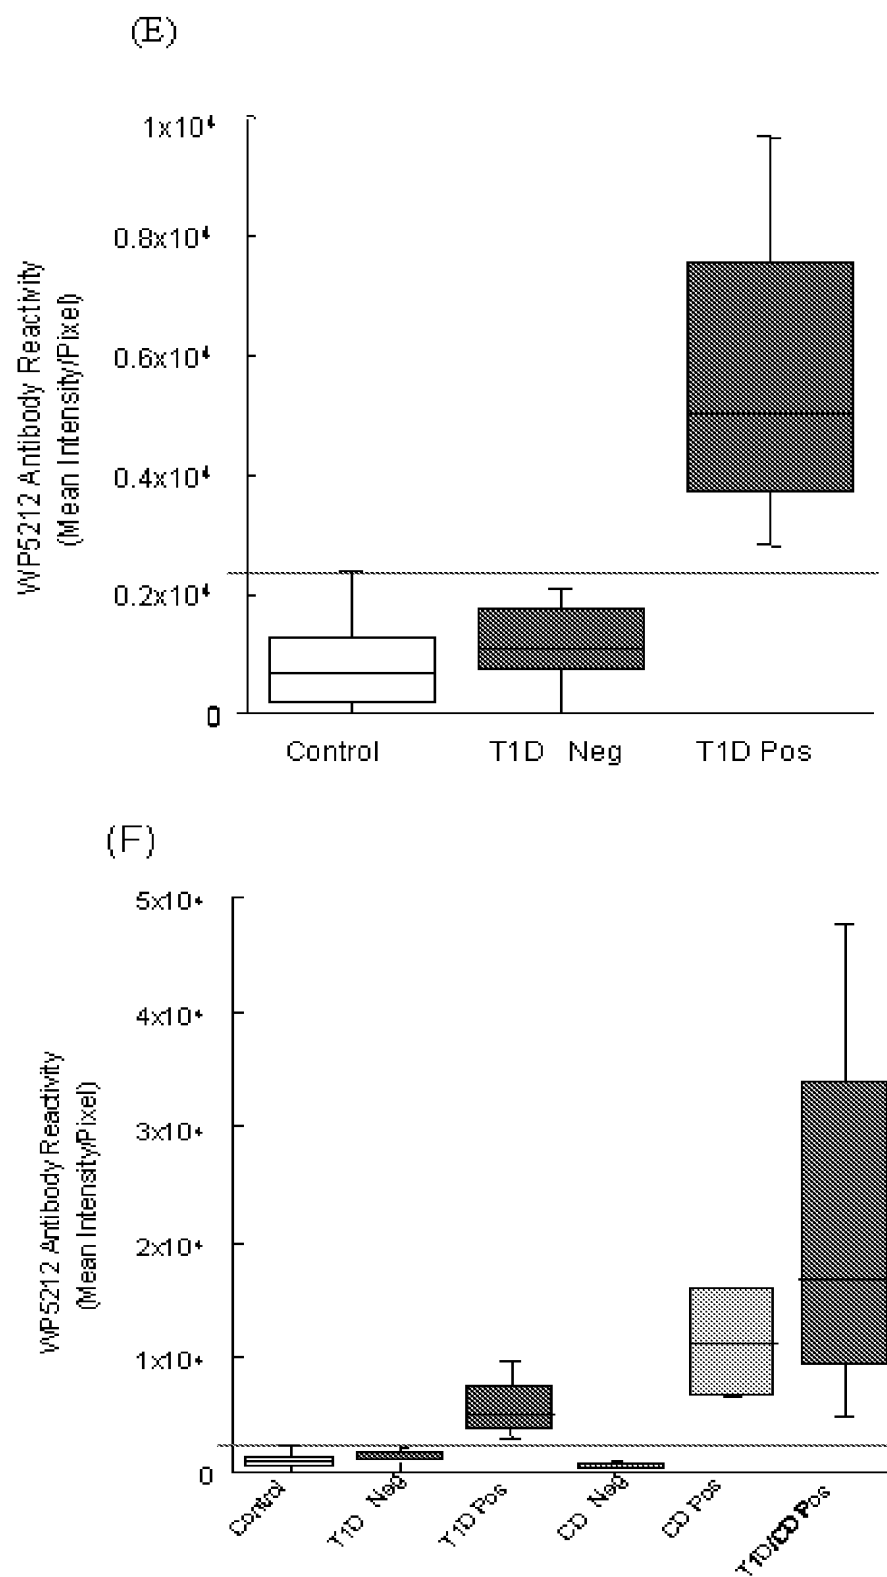 (E)
1x10⁴
0.8x10⁴
0.6x10⁴
0.4x10⁴
0.2x10⁴
0
WP5212 Antibody Reactivity
(Mean Intensity/Pixel)
Control
T1D Neg
T1D Pos
(F)
5x10⁴
4x10⁴
3x10⁴
2x10⁴
1x10⁴
0
WP5212 Antibody Reactivity
(Mean Intensity/Pixel)
Control
T1D Neg
T1D Pos
CD Neg
CD Pos
T1D/CD Pos